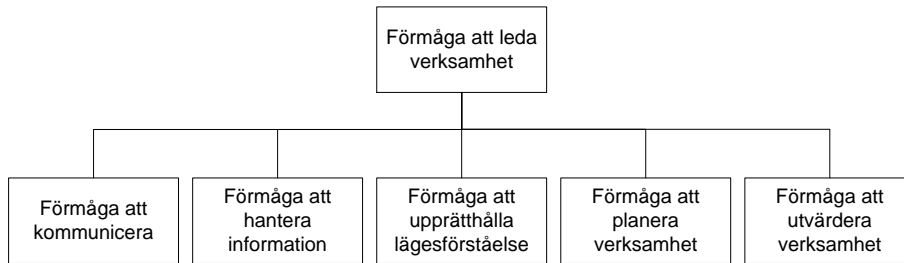 Förmåga att leda
verksamhet
Förmåga att
kommunicera
Förmåga att
hantera
information
Förmåga att
upprätthålla
lägesförståelse
Förmåga att
planera
verksamhet
Förmåga att
utvärdera
verksamhet